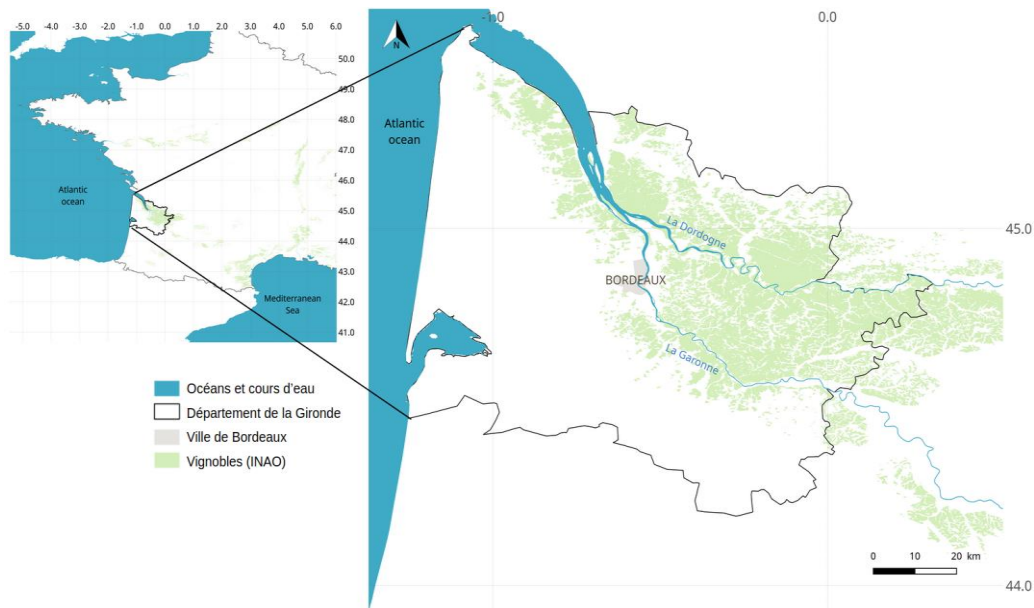 -5.0 -4.0 -3.0 -2.0 -1.0 0.0 1.0 2.0 3.0 4.0 5.0 6.0
50.0
49.0
48.0
47.0
46.0
45.0
44.0
43.0
42.0
41.0
Atlantic
ocean
Mediterranean
Sea
Océans et cours d'eau
Département de la Gironde
Ville de Bordeaux
Vignobles (INAO)
-1.0 0.0
N
Atlantic
ocean
La Dordogne
45.0
BORDEAUX
La Garonne
0 10 20 km
44.0